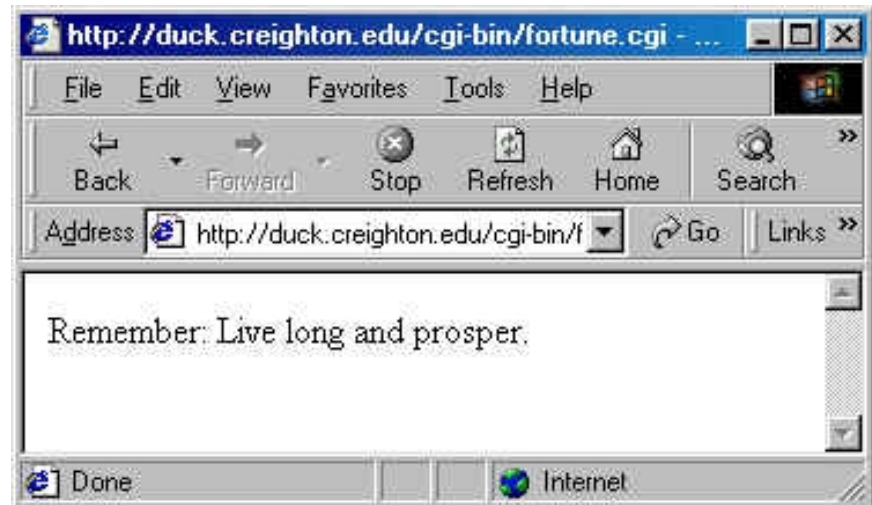 http://duck.creighton.edu/cgi-bin/fortune.cgi - ...
File Edit View Favorites Tools Help
Back Forward Stop Refresh Home Search »
Address http://duck.creighton.edu/cgi-bin/f Go Links »
Remember: Live long and prosper.
Done Internet